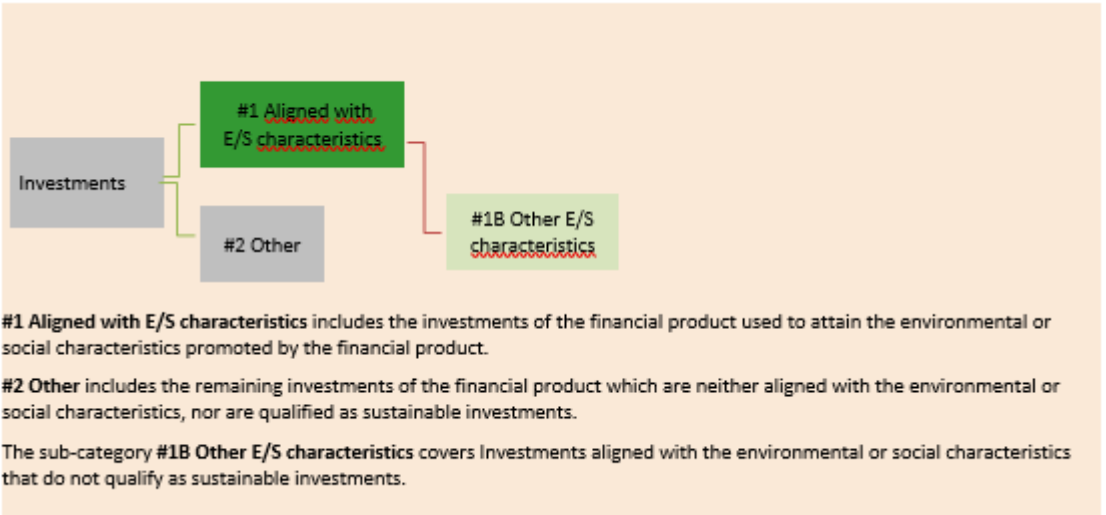 #1 Aligned with
E/S characteristics
Investments
#2 Other
#1B Other E/S
characteristics
#1 Aligned with E/S characteristics includes the investments of the financial product used to attain the environmental or
social characteristics promoted by the financial product.
#2 Other includes the remaining investments of the financial product which are neither aligned with the environmental or
social characteristics, nor are qualified as sustainable investments.
The sub-category #1B Other E/S characteristics covers Investments aligned with the environmental or social characteristics
that do not qualify as sustainable investments.